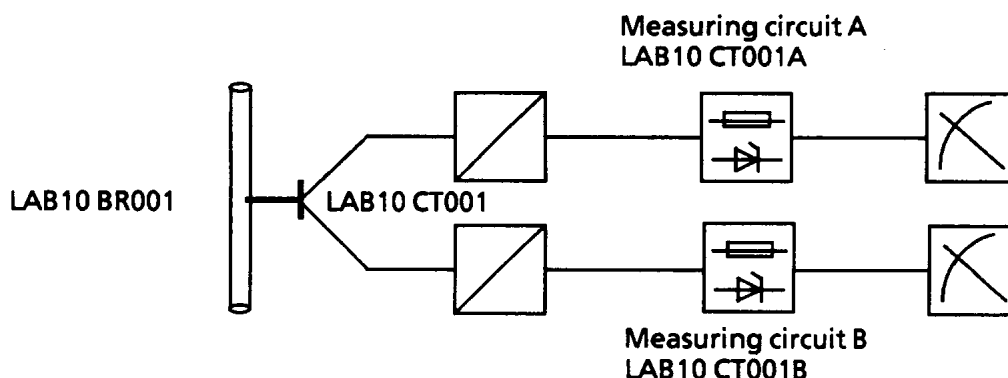 Measuring circuit A
LAB10 CT001A
LAB10 BR001
LAB10 CT001
Measuring circuit B
LAB10 CT001B